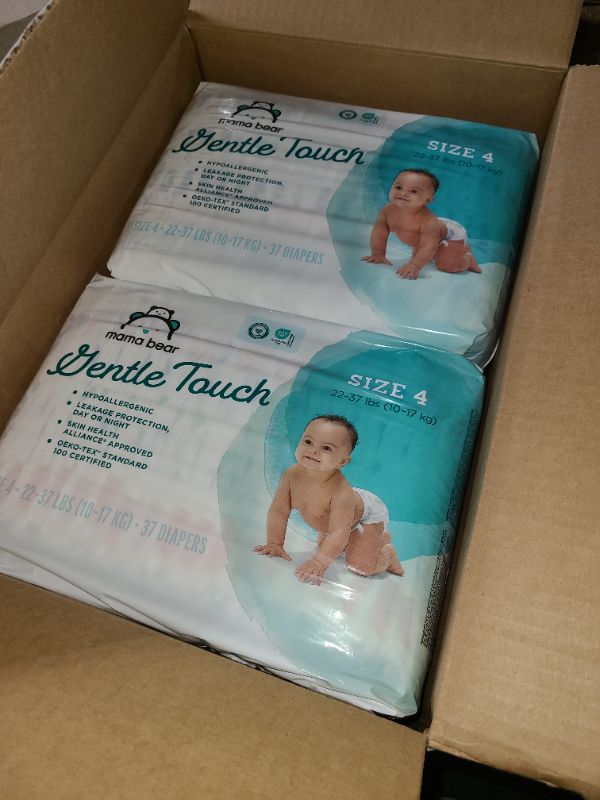 mama bear
Gentle Touch
• HYPOALLERGENIC
• LEAKAGE PROTECTION,
DAY OR NIGHT
• SKIN HEALTH
ALLIANCE® APPROVED
• OEKO-TEX® STANDARD
100 CERTIFIED
SIZE 4 • 22-37 LBS (10-17 KG) • 37 DIAPERS
SIZE 4
22-37 lbs (10-17 kg)
mama bear
Gentle Touch
• HYPOALLERGENIC
• LEAKAGE PROTECTION,
DAY OR NIGHT
• SKIN HEALTH
ALLIANCE® APPROVED
• OEKO-TEX® STANDARD
100 CERTIFIED
4 • 22-37 LBS (10-17 KG) • 37 DIAPERS
SIZE 4
22-37 lbs (10-17 kg)